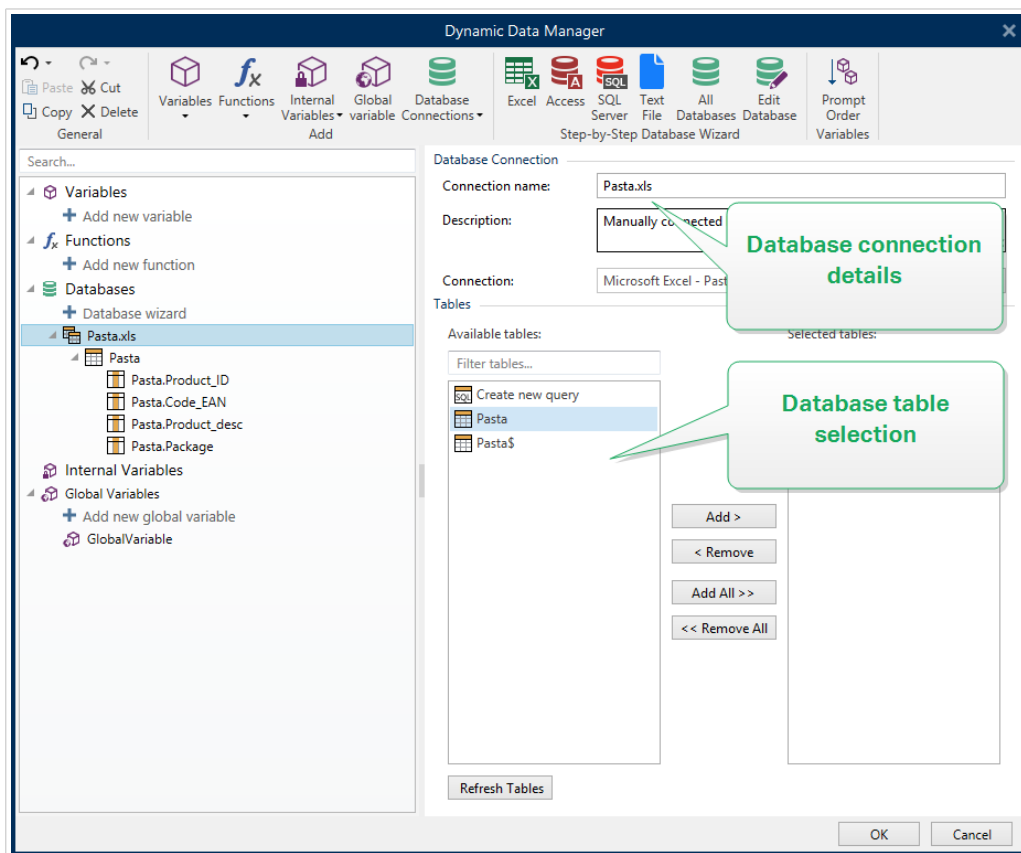 Dynamic Data Manager
Paste Cut
Copy Delete
General
Variables Functions Internal Variables Global variable Database Connections
Add
Excel Access SQL Server Text File All Databases Edit Database
Step-by-Step Database Wizard
Prompt Order
Variables
Search...
Variables
Add new variable
Functions
Add new function
Databases
Database wizard
Pasta.xls
Pasta
Pasta.Product_ID
Pasta.Code_EAN
Pasta.Product_desc
Pasta.Package
Internal Variables
Global Variables
Add new global variable
GlobalVariable
Database Connection
Connection name: Pasta.xls
Description: Manually connected
Connection: Microsoft Excel - Past
Database connection
details
Tables
Available tables:
Selected tables:
Filter tables...
SQL Create new query
Pasta
Pasta$
Database table
selection
Add >
< Remove
Add All >>
<< Remove All
Refresh Tables
OK Cancel